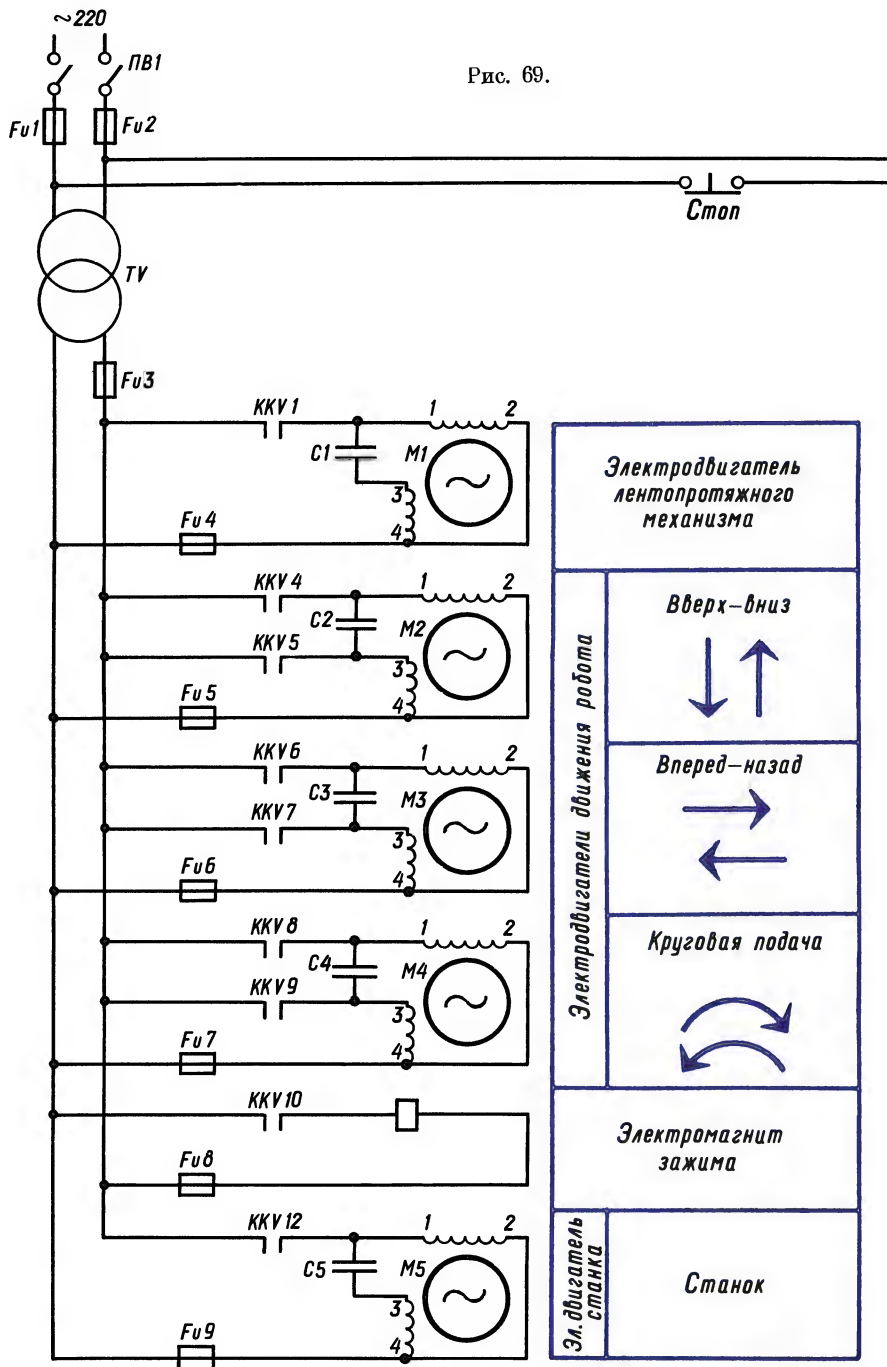 ~220
ПВ1
Рис. 69.
Fu1
Fu2
Стоп
TV
Fu3
KKV1
1
2
C1
M1
3
4
Fu4
Электродвигатель
лентопротяжного
механизма
KKV4
1
2
C2
M2
KKV5
3
4
Fu5
Электродвигатели движения робота
Вверх–вниз
KKV6
1
2
C3
M3
KKV7
3
4
Fu6
Вперед–назад
KKV8
1
2
C4
M4
KKV9
3
4
Fu7
Круговая подача
KKV10
Fu8
Электромагнит
зажима
KKV12
1
2
C5
M5
3
4
Fu9
Эл. двигатель
станка
Станок